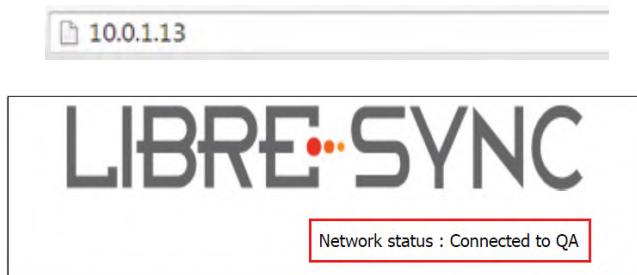 10.0.1.13
LIBRE SYNC
Network status : Connected to QA